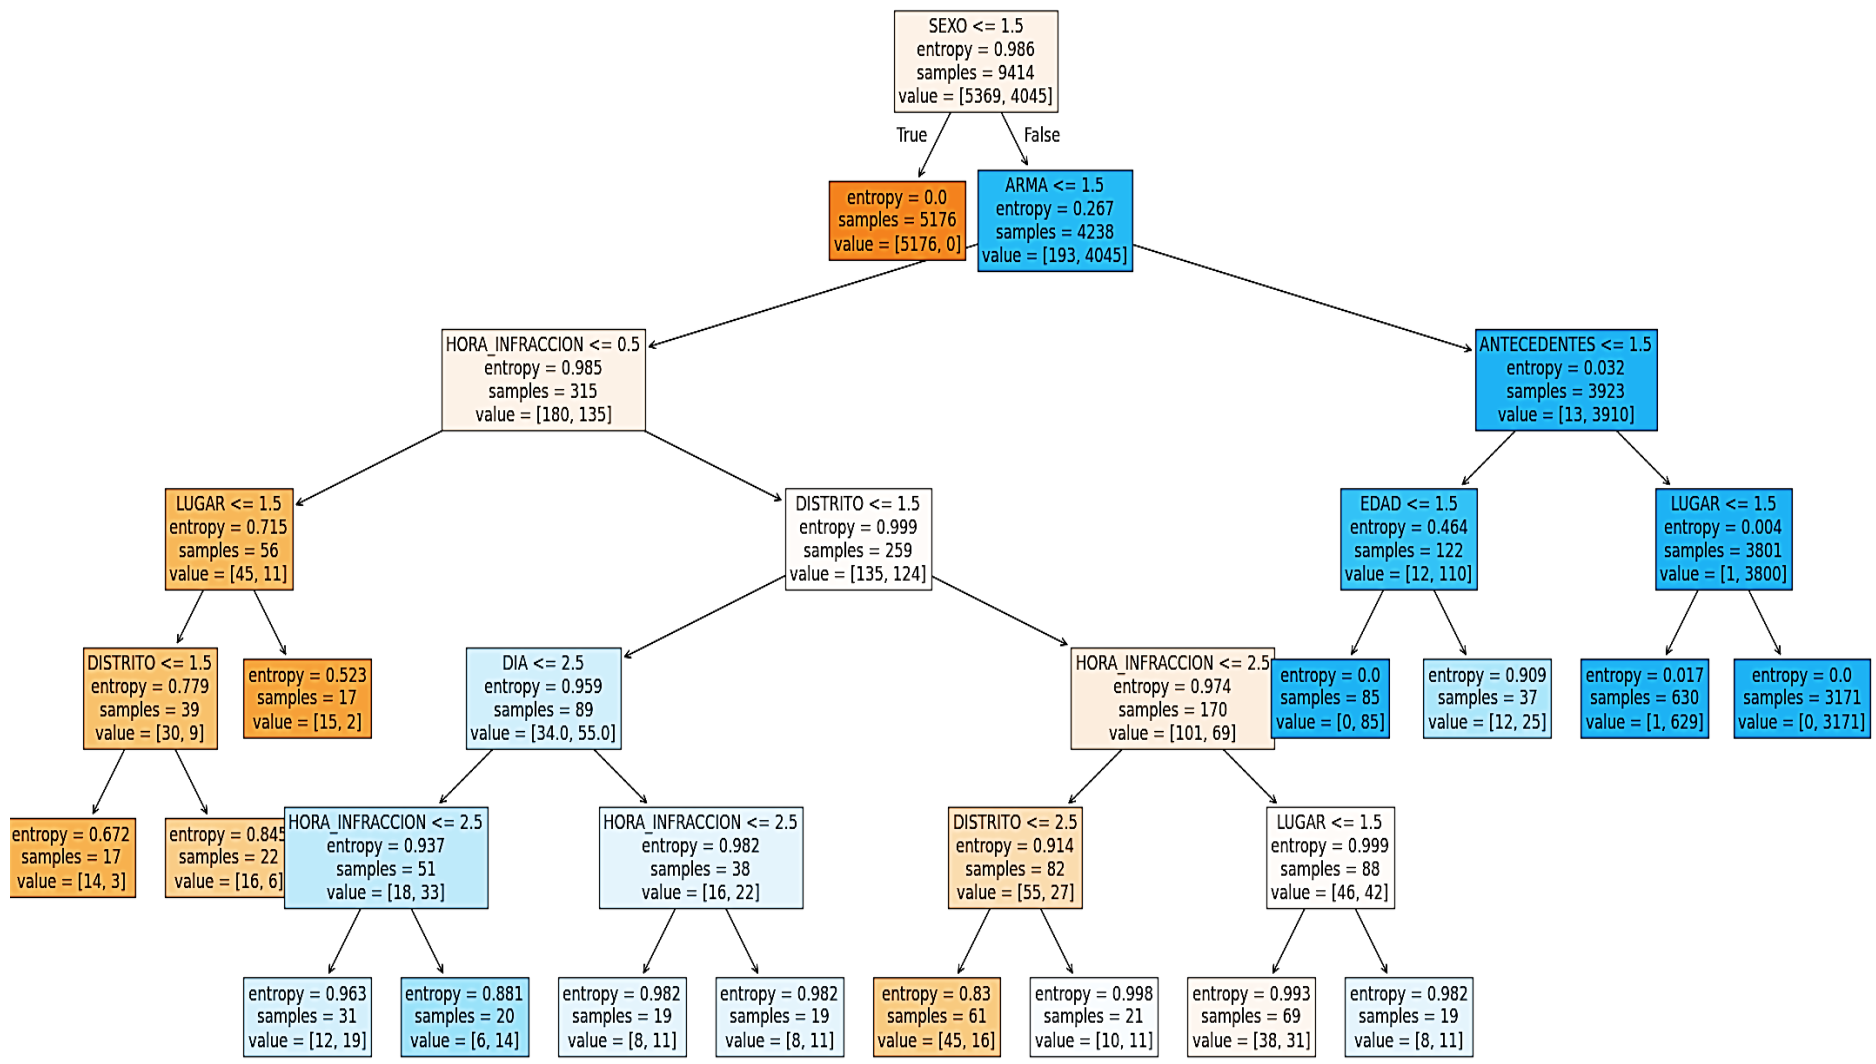 SEXO <= 1.5
entropy = 0.986
samples = 9414
value = [5369, 4045]
True
False
entropy = 0.0
samples = 5176
value = [5176, 0]
ARMA <= 1.5
entropy = 0.267
samples = 4238
value = [193, 4045]
HORA_INFRACCION <= 0.5
entropy = 0.985
samples = 315
value = [180, 135]
ANTECEDENTES <= 1.5
entropy = 0.032
samples = 3923
value = [13, 3910]
LUGAR <= 1.5
entropy = 0.715
samples = 56
value = [45, 11]
DISTRITO <= 1.5
entropy = 0.999
samples = 259
value = [135, 124]
EDAD <= 1.5
entropy = 0.464
samples = 122
value = [12, 110]
LUGAR <= 1.5
entropy = 0.004
samples = 3801
value = [1, 3800]
DISTRITO <= 1.5
entropy = 0.779
samples = 39
value = [30, 9]
entropy = 0.523
samples = 17
value = [15, 2]
DIA <= 2.5
entropy = 0.959
samples = 89
value = [34.0, 55.0]
HORA_INFRACCION <= 2.5
entropy = 0.974
samples = 170
value = [101, 69]
entropy = 0.0
samples = 85
value = [0, 85]
entropy = 0.909
samples = 37
value = [12, 25]
entropy = 0.017
samples = 630
value = [1, 629]
entropy = 0.0
samples = 3171
value = [0, 3171]
entropy = 0.672
samples = 17
value = [14, 3]
entropy = 0.845
samples = 22
value = [16, 6]
HORA_INFRACCION <= 2.5
entropy = 0.937
samples = 51
value = [18, 33]
HORA_INFRACCION <= 2.5
entropy = 0.982
samples = 38
value = [16, 22]
DISTRITO <= 2.5
entropy = 0.914
samples = 82
value = [55, 27]
LUGAR <= 1.5
entropy = 0.999
samples = 88
value = [46, 42]
entropy = 0.963
samples = 31
value = [12, 19]
entropy = 0.881
samples = 20
value = [6, 14]
entropy = 0.982
samples = 19
value = [8, 11]
entropy = 0.982
samples = 19
value = [8, 11]
entropy = 0.83
samples = 61
value = [45, 16]
entropy = 0.998
samples = 21
value = [10, 11]
entropy = 0.993
samples = 69
value = [38, 31]
entropy = 0.982
samples = 19
value = [8, 11]